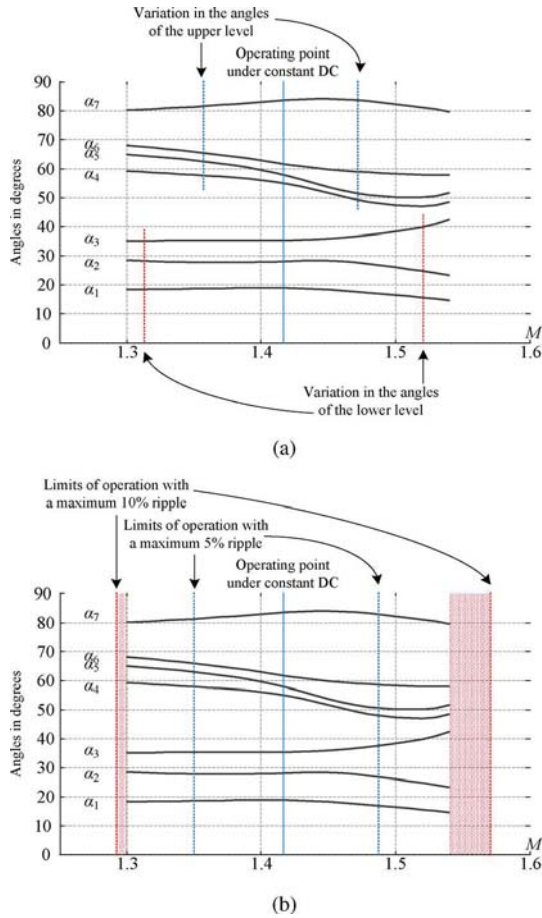 Variation in the angles
of the upper level
Operating point
under constant DC
Angles in degrees
90
80
70
60
50
40
30
20
10
0
α7
α6
α5
α4
α3
α2
α1
1.3
1.4
1.5
1.6
M
Variation in the angles
of the lower level
(a)
Limits of operation with
a maximum 10% ripple
Limits of operation with
a maximum 5% ripple
Operating point
under constant DC
Angles in degrees
90
80
70
60
50
40
30
20
10
0
α7
α6
α5
α4
α3
α2
α1
1.3
1.4
1.5
1.6
M
(b)